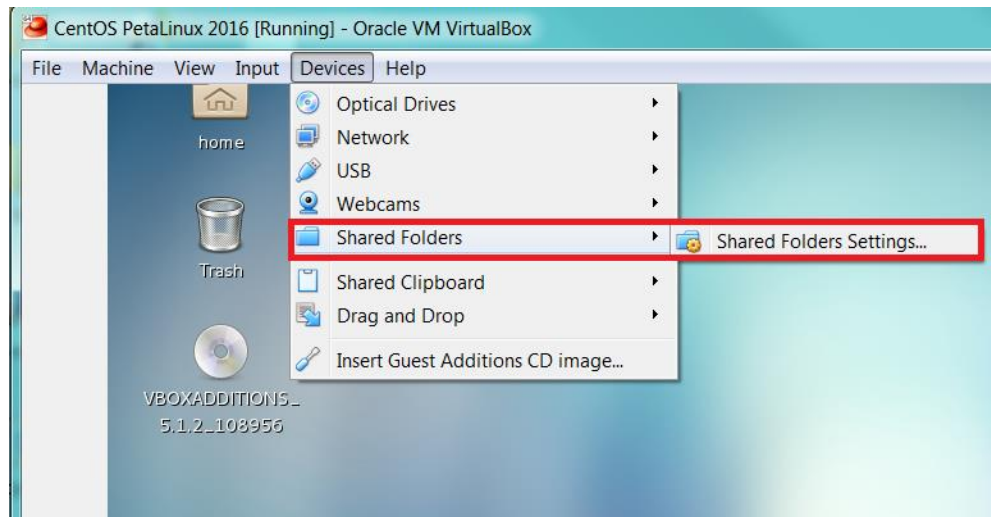 CentOS PetaLinux 2016 [Running] - Oracle VM VirtualBox
File Machine View Input Devices Help
home
Trash
VBOXADDITIONS_
5.1.2_108956
Optical Drives
Network
USB
Webcams
Shared Folders
Shared Folders Settings...
Shared Clipboard
Drag and Drop
Insert Guest Additions CD image...